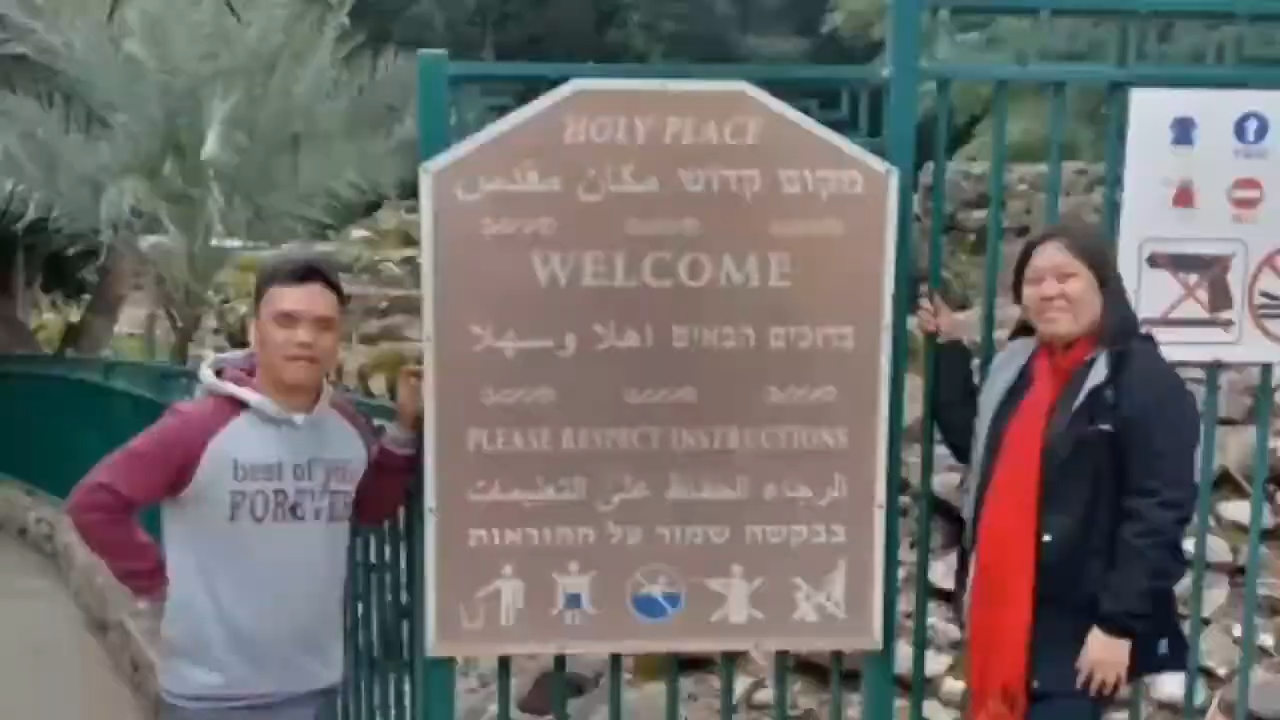 HOLY PLACE
מקום קדוש مكان مقدس
WELCOME
ברוכים הבאים اهلا وسهلا
PLEASE RESPECT INSTRUCTIONS
الرجاء الحفاظ على التعليمات
בבקשה שמור על ההוראות
best of
FOREVER